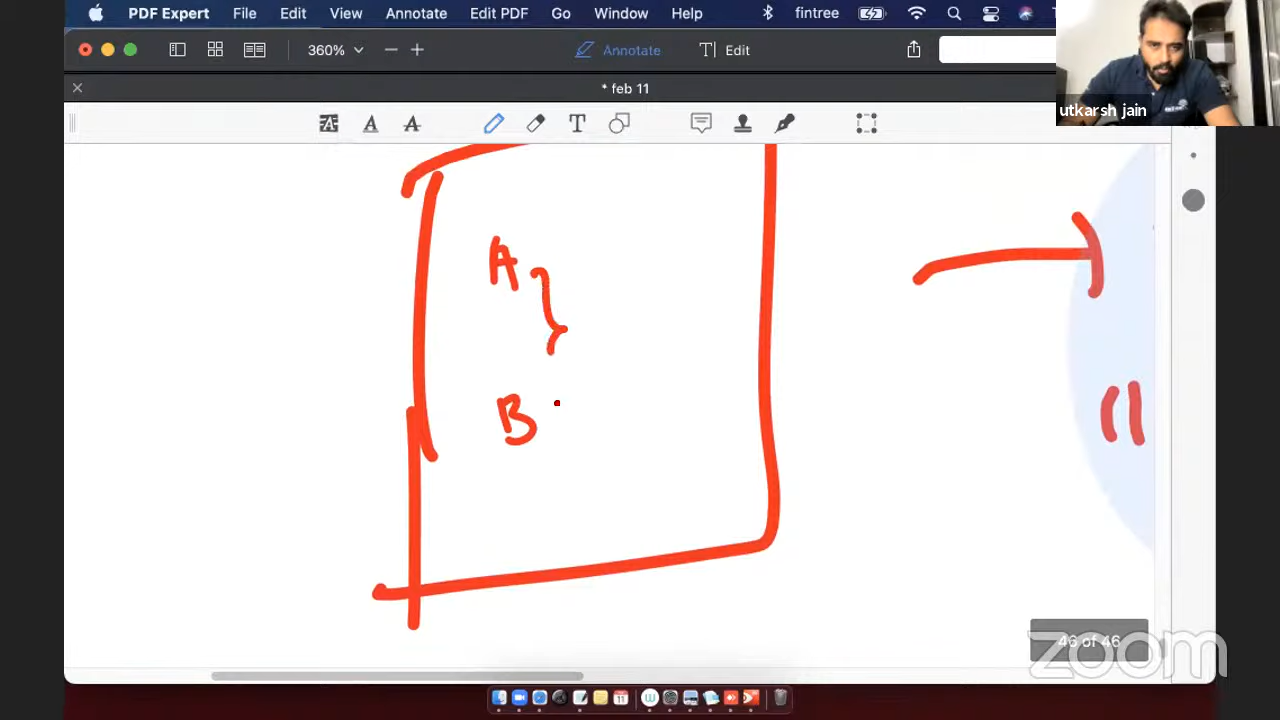 PDF Expert File Edit View Annotate Edit PDF Go Window Help fintree
360% Annotate T Edit
* feb 11
T
utkarsh jain
A
B
46 of 46
zoom
11